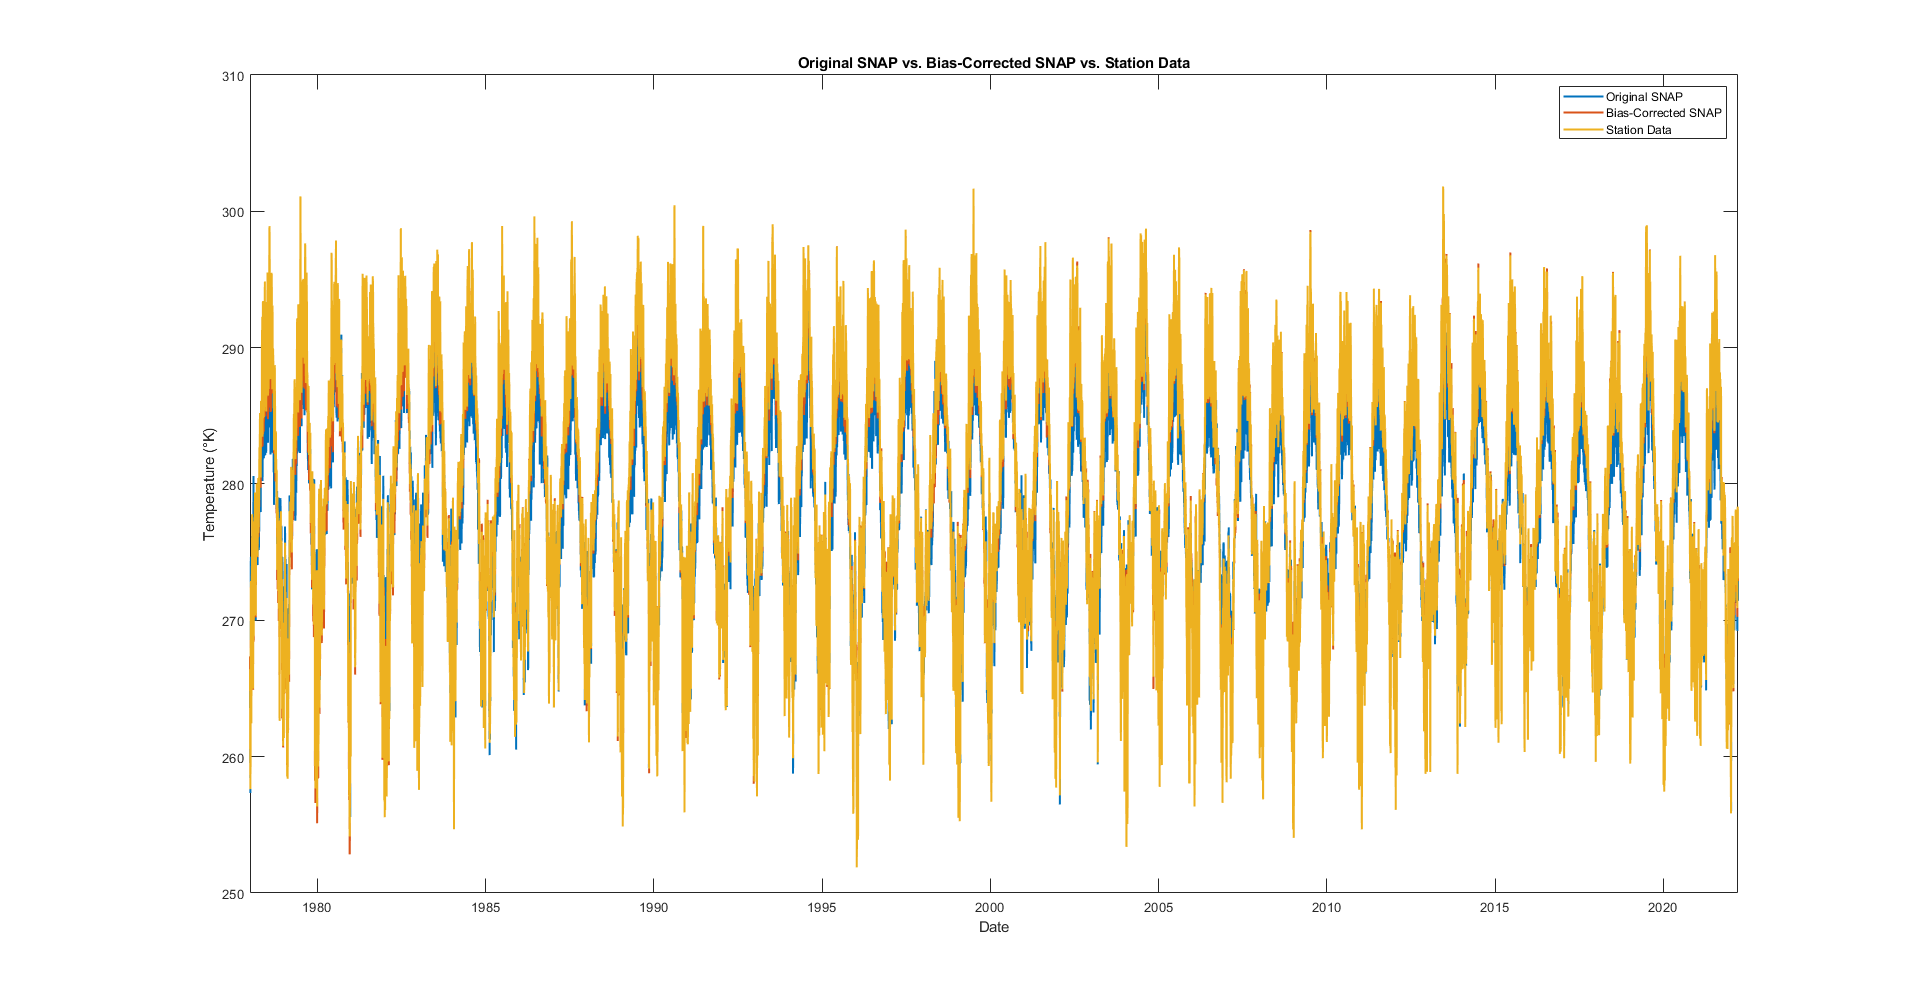 Original SNAP vs. Bias-Corrected SNAP vs. Station Data
310
300
290
280
270
260
250
Temperature (°K)
Original SNAP
Bias-Corrected SNAP
Station Data
1980
1985
1990
1995
2000
2005
2010
2015
2020
Date